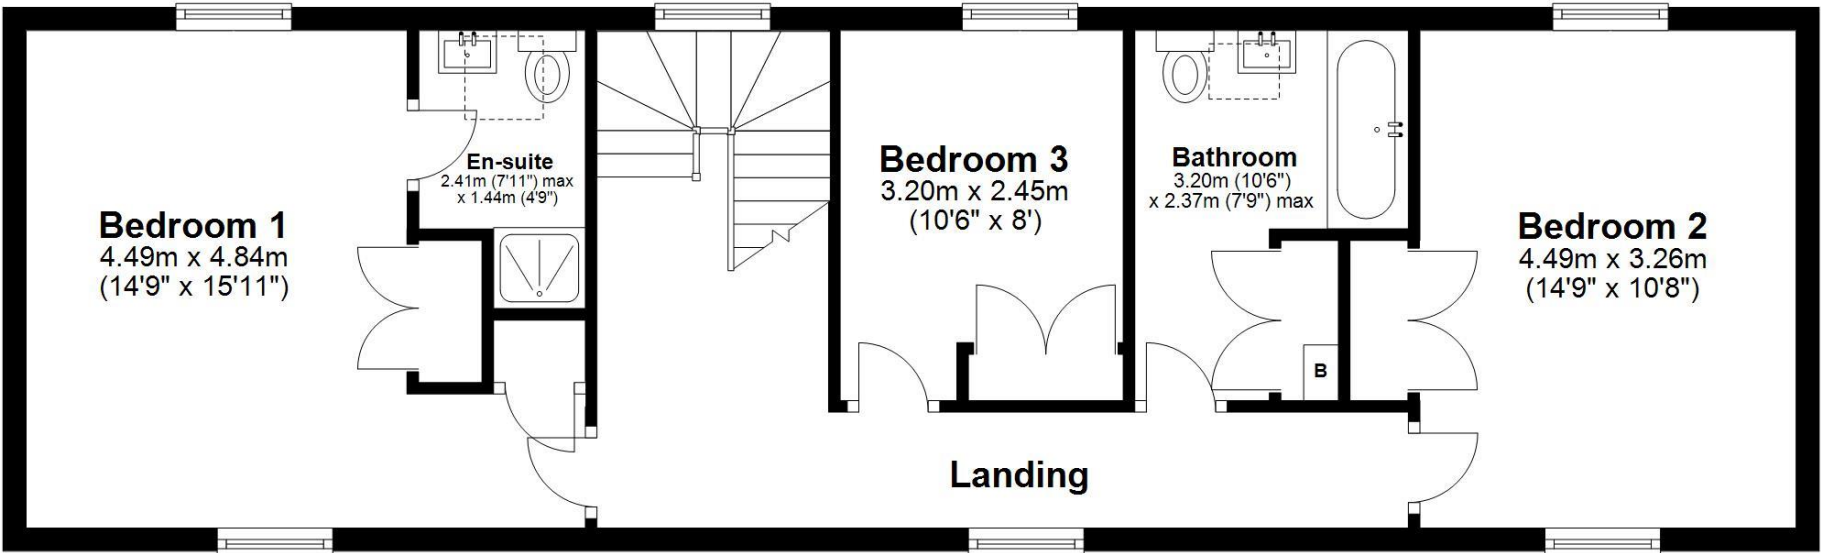 Bedroom 1
4.49m x 4.84m
(14'9" x 15'11")
En-suite
2.41m (7'11") max
x 1.44m (4'9")
Bedroom 3
3.20m x 2.45m
(10'6" x 8')
Bathroom
3.20m (10'6")
x 2.37m (7'9") max
B
Bedroom 2
4.49m x 3.26m
(14'9" x 10'8")
Landing